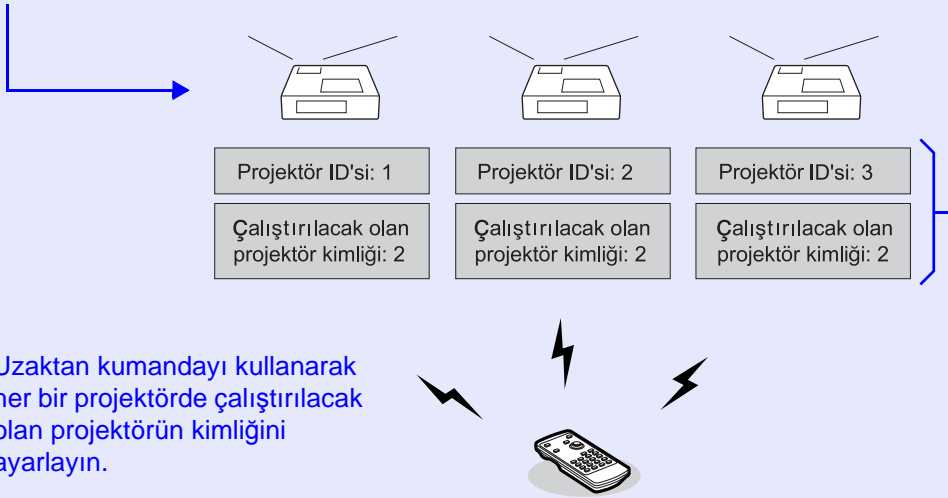 Projektör ID'si: 1
Çalıştırılacak olan
projektör kimliği: 2
Projektör ID'si: 2
Çalıştırılacak olan
projektör kimliği: 2
Projektör ID'si: 3
Çalıştırılacak olan
projektör kimliği: 2
Uzaktan kumandayı kullanarak
her bir projektörde çalıştırılacak
olan projektörün kimliğini
ayarlayın.